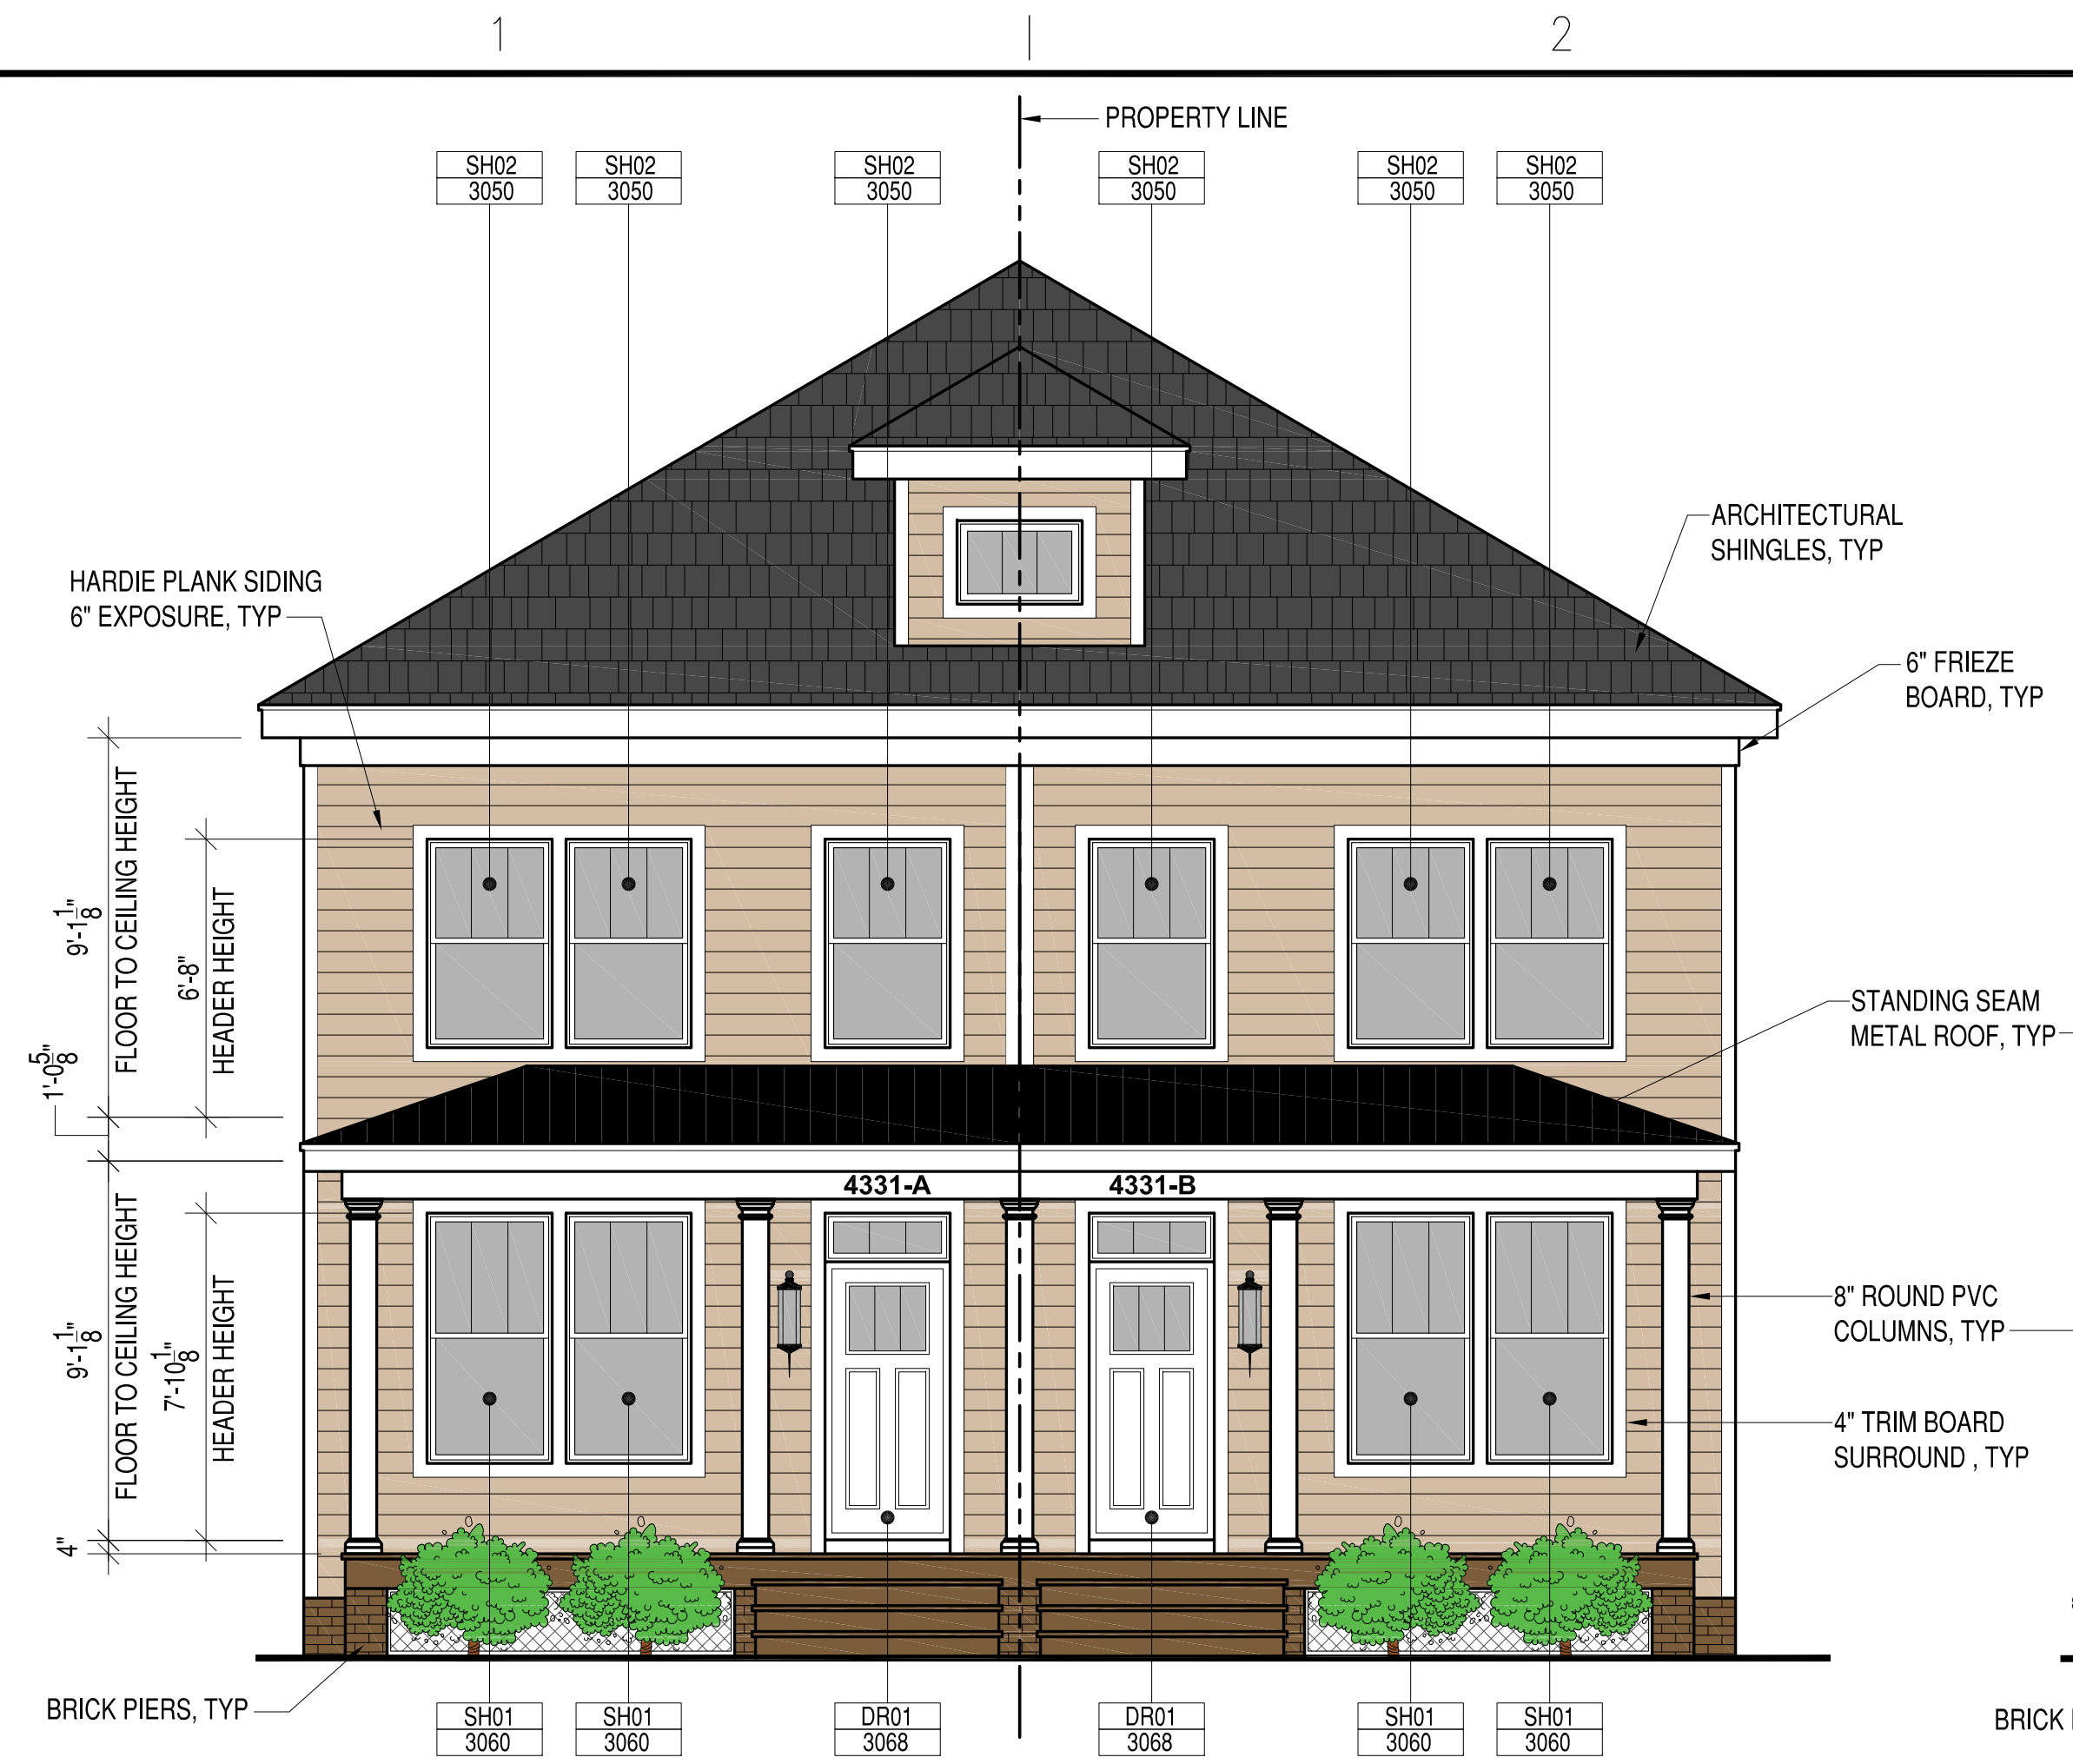 1
2
PROPERTY LINE
SH02
3050
SH02
3050
SH02
3050
SH02
3050
SH02
3050
SH02
3050
ARCHITECTURAL
SHINGLES, TYP
HARDIE PLANK SIDING
6" EXPOSURE, TYP
6" FRIEZE
BOARD, TYP
9'-1 1/8"
FLOOR TO CEILING HEIGHT
6'-8"
HEADER HEIGHT
STANDING SEAM
METAL ROOF, TYP
1'-0 5/8"
4331-A
4331-B
9'-1 1/8"
FLOOR TO CEILING HEIGHT
7'-10 1/8"
HEADER HEIGHT
8" ROUND PVC
COLUMNS, TYP
4" TRIM BOARD
SURROUND , TYP
4"
BRICK PIERS, TYP
BRICK
SH01
3060
SH01
3060
DR01
3068
DR01
3068
SH01
3060
SH01
3060